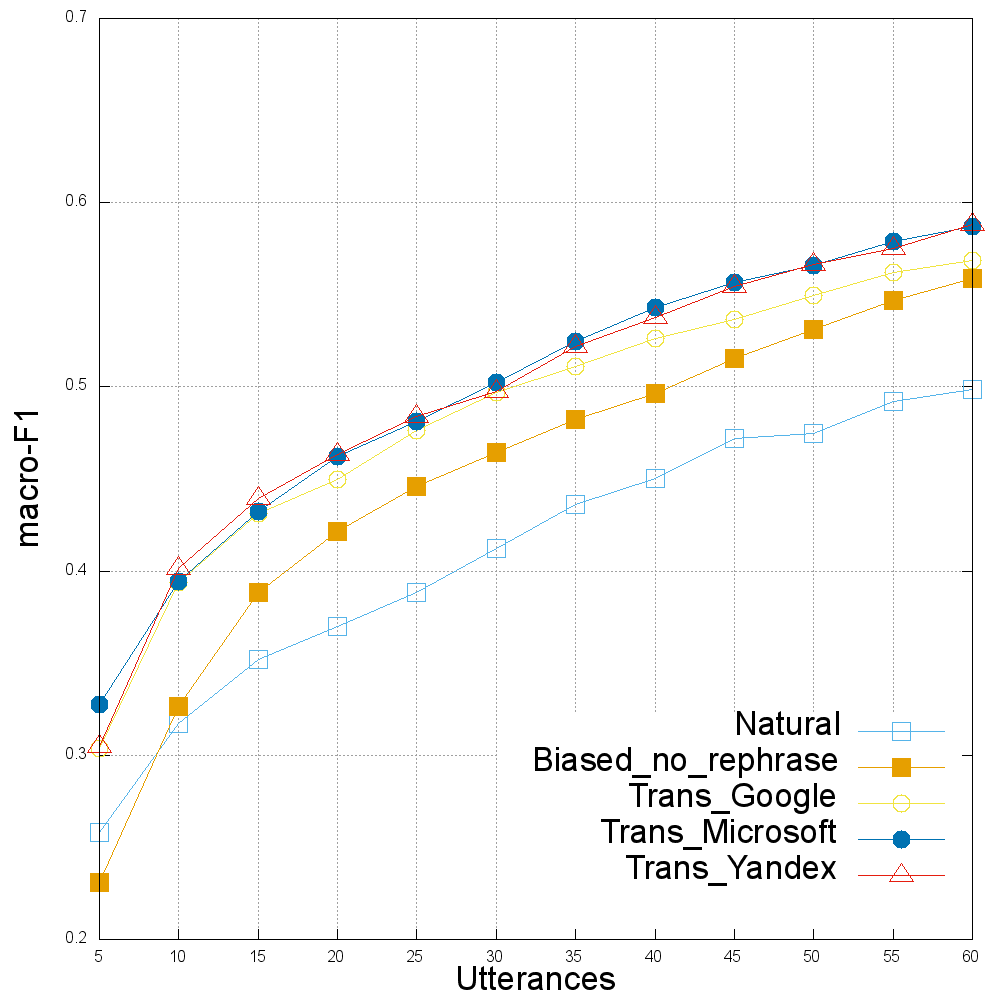 0.7
0.6
0.5
0.4
0.3
0.2
macro-F1
Natural
Biased_no_rephrase
Trans_Google
Trans_Microsoft
Trans_Yandex
5 10 15 20 25 30 35 40 45 50 55 60
Utterances